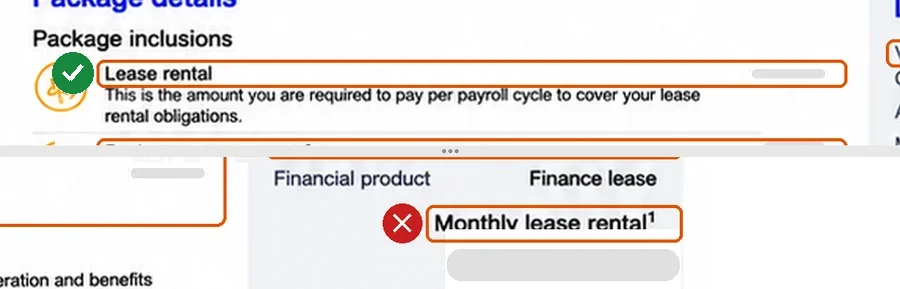 Package details
Package inclusions
Lease rental
This is the amount you are required to pay per payroll cycle to cover your lease
rental obligations.
Financial product Finance lease
Monthly lease rental¹
eration and benefits